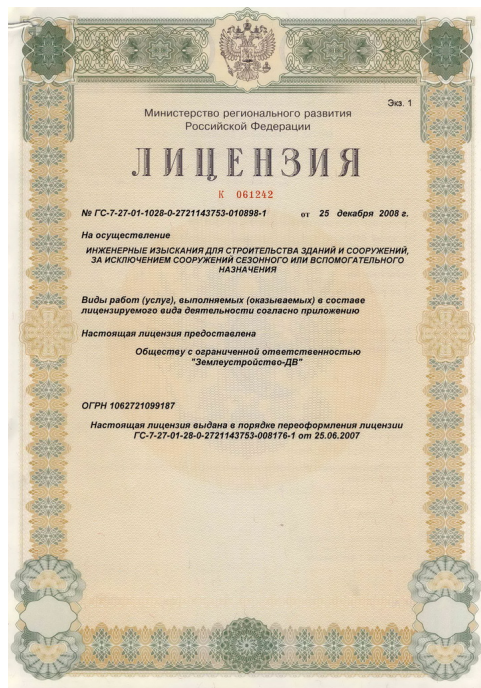 Экз. 1
Министерство регионального развития
Российской Федерации
ЛИЦЕНЗИЯ
К 061242
№ ГС-7-27-01-1028-0-2721143753-010898-1 от 25 декабря 2008 г.
На осуществление
ИНЖЕНЕРНЫЕ ИЗЫСКАНИЯ ДЛЯ СТРОИТЕЛЬСТВА ЗДАНИЙ И СООРУЖЕНИЙ,
ЗА ИСКЛЮЧЕНИЕМ СООРУЖЕНИЙ СЕЗОННОГО ИЛИ ВСПОМОГАТЕЛЬНОГО
НАЗНАЧЕНИЯ
Виды работ (услуг), выполняемых (оказываемых) в составе
лицензируемого вида деятельности согласно приложению
Настоящая лицензия предоставлена
Обществу с ограниченной ответственностью
"Землеустройство-ДВ"
ОГРН 1062721099187
Настоящая лицензия выдана в порядке переоформления лицензии
ГС-7-27-01-28-0-2721143753-008176-1 от 25.06.2007